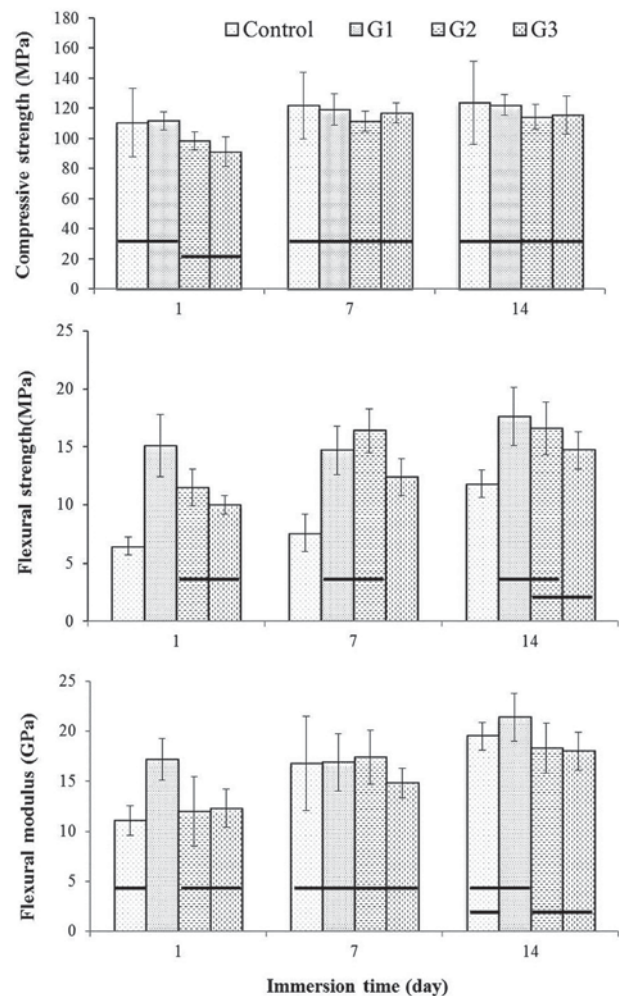 Compressive strength (MPa)
180
160
140
120
100
80
60
40
20
0
Control G1 G2 G3
1 7 14
Flexural strength(MPa)
25
20
15
10
5
0
1 7 14
Flexural modulus (GPa)
25
20
15
10
5
0
1 7 14
Immersion time (day)